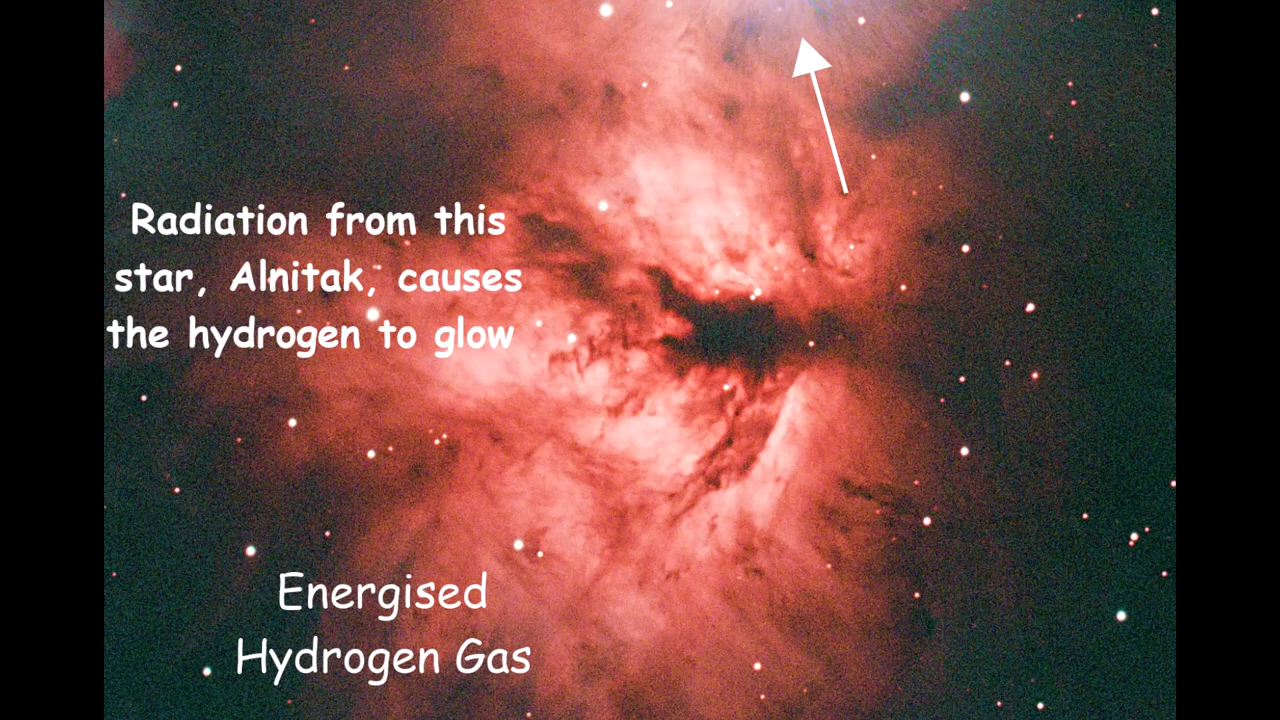 Radiation from this
star, Alnitak, causes
the hydrogen to glow
Energised
Hydrogen Gas